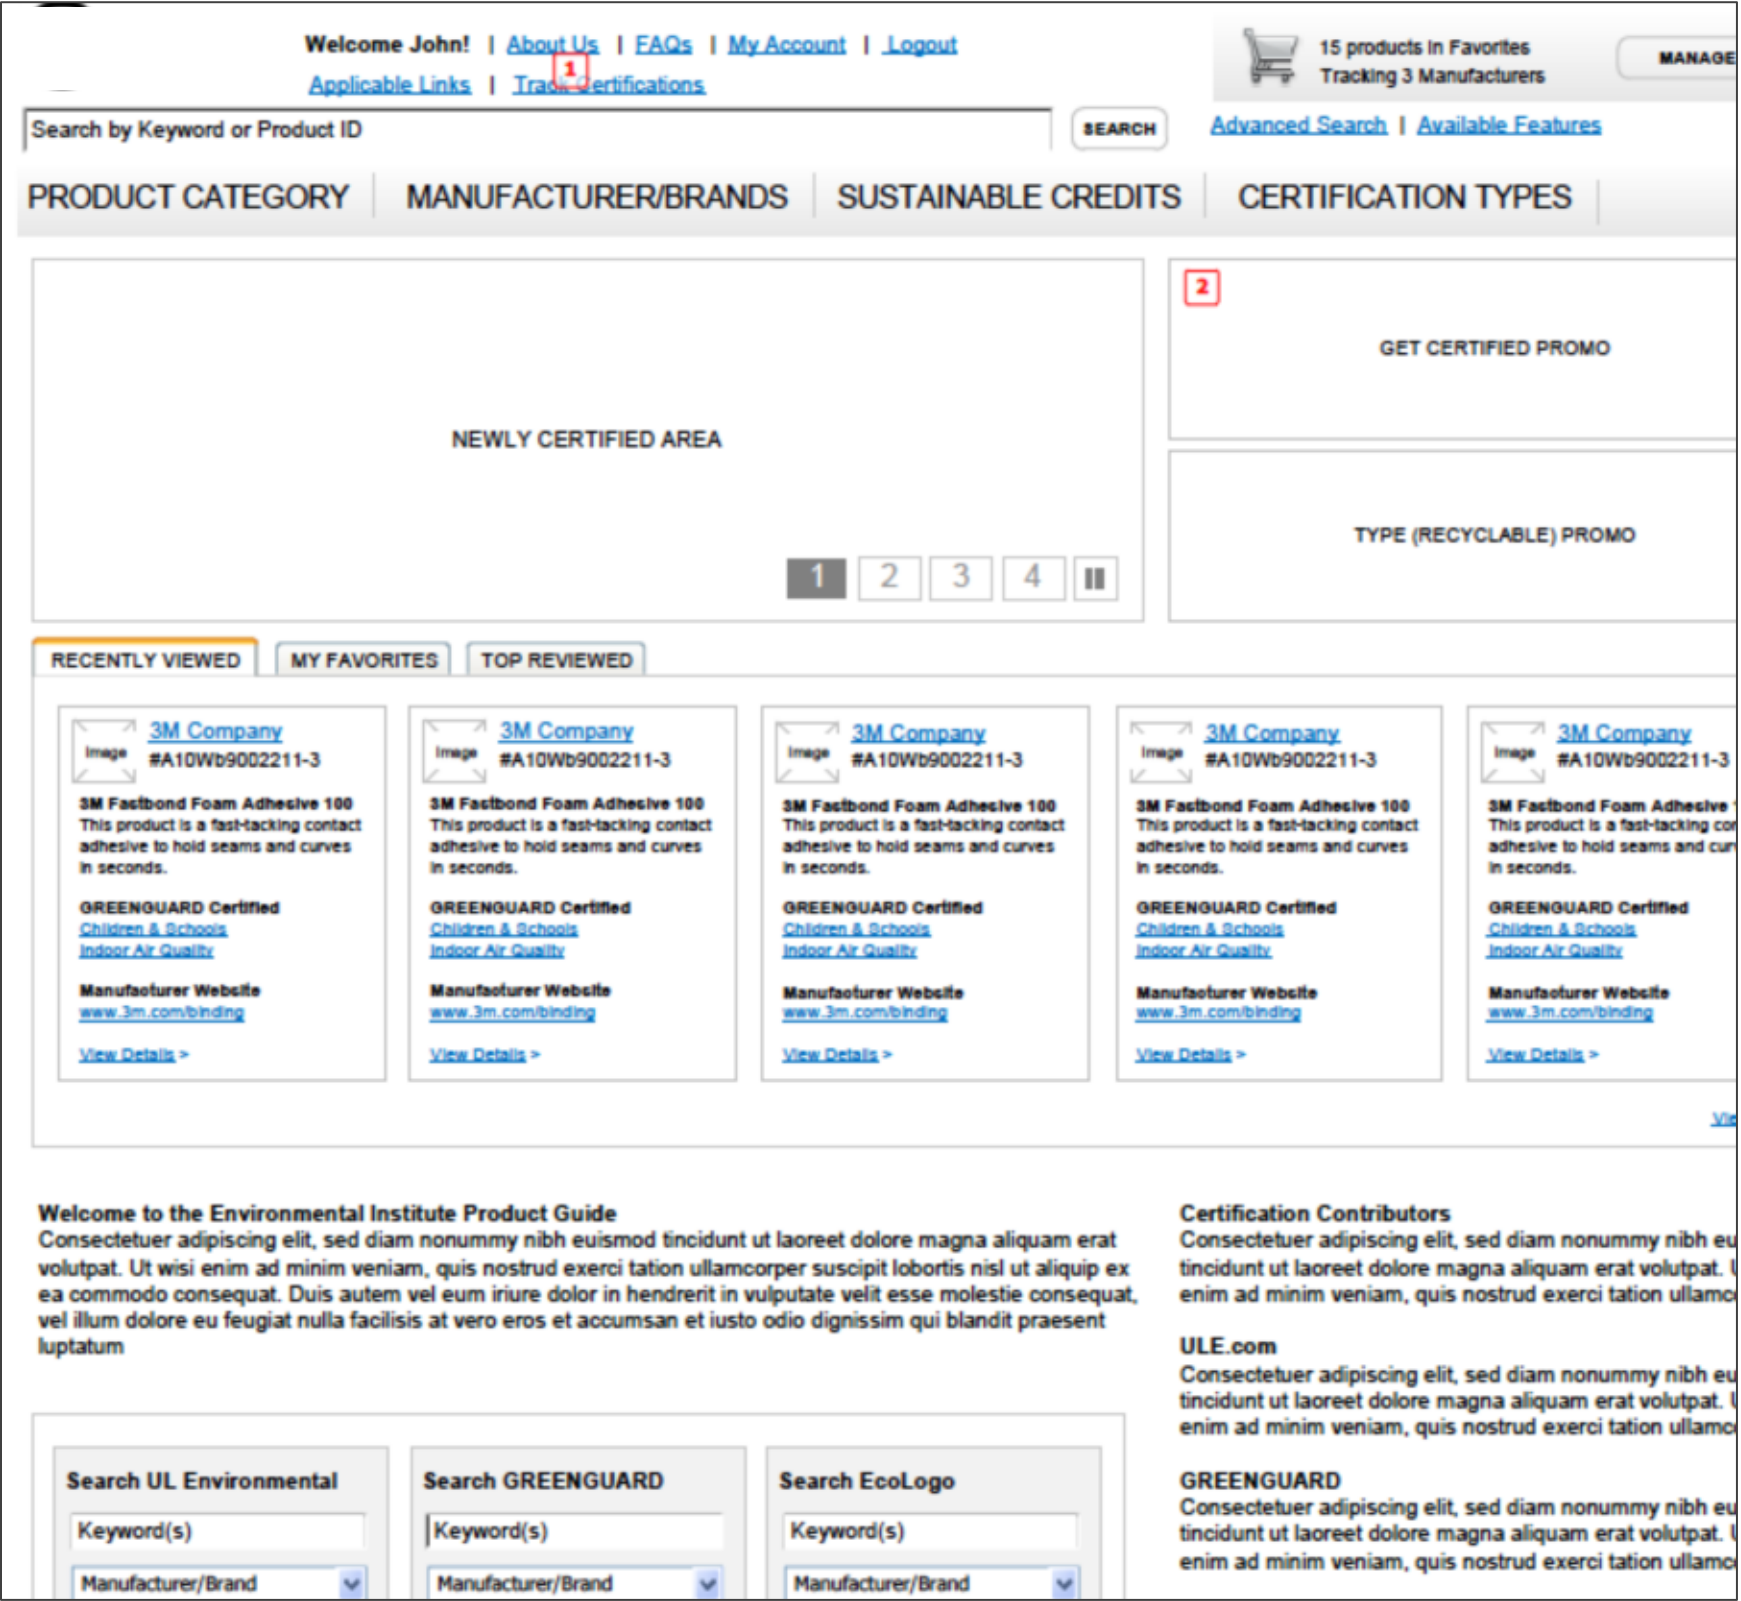 Welcome John! | About Us | FAQs | My Account | Logout
1
Applicable Links | Track Certifications
15 products in Favorites
Tracking 3 Manufacturers
MANAGE
Search by Keyword or Product ID
SEARCH
Advanced Search | Available Features
PRODUCT CATEGORY
MANUFACTURER/BRANDS
SUSTAINABLE CREDITS
CERTIFICATION TYPES
NEWLY CERTIFIED AREA
1 2 3 4
2
GET CERTIFIED PROMO
TYPE (RECYCLABLE) PROMO
RECENTLY VIEWED
MY FAVORITES
TOP REVIEWED
Image
3M Company
#A10Wb9002211-3
3M Fastbond Foam Adhesive 100
This product is a fast-tacking contact
adhesive to hold seams and curves
in seconds.
GREENGUARD Certified
Children & Schools
Indoor Air Quality
Manufacturer Website
www.3m.com/binding
View Details >
Image
3M Company
#A10Wb9002211-3
3M Fastbond Foam Adhesive 100
This product is a fast-tacking contact
adhesive to hold seams and curves
in seconds.
GREENGUARD Certified
Children & Schools
Indoor Air Quality
Manufacturer Website
www.3m.com/binding
View Details >
Image
3M Company
#A10Wb9002211-3
3M Fastbond Foam Adhesive 100
This product is a fast-tacking contact
adhesive to hold seams and curves
in seconds.
GREENGUARD Certified
Children & Schools
Indoor Air Quality
Manufacturer Website
www.3m.com/binding
View Details >
Image
3M Company
#A10Wb9002211-3
3M Fastbond Foam Adhesive 100
This product is a fast-tacking contact
adhesive to hold seams and curves
in seconds.
GREENGUARD Certified
Children & Schools
Indoor Air Quality
Manufacturer Website
www.3m.com/binding
View Details >
Image
3M Company
#A10Wb9002211-3
3M Fastbond Foam Adhesive
This product is a fast-tacking
adhesive to hold seams and
in seconds.
GREENGUARD Certified
Children & Schools
Indoor Air Quality
Manufacturer Website
www.3m.com/binding
View Details >
Welcome to the Environmental Institute Product Guide
Consectetuer adipiscing elit, sed diam nonummy nibh euismod tincidunt ut laoreet dolore magna aliquam erat
volutpat. Ut wisi enim ad minim veniam, quis nostrud exerci tation ullamcorper suscipit lobortis nisl ut aliquip ex
ea commodo consequat. Duis autem vel eum iriure dolor in hendrerit in vulputate velit esse molestie consequat,
vel illum dolore eu feugiat nulla facilisis at vero eros et accumsan et iusto odio dignissim qui blandit praesent
luptatum
Certification Contributors
Consectetuer adipiscing elit, sed diam nonummy nibh
tincidunt ut laoreet dolore magna aliquam erat volutpat.
enim ad minim veniam, quis nostrud exerci tation
ULE.com
Consectetuer adipiscing elit, sed diam nonummy nibh
tincidunt ut laoreet dolore magna aliquam erat volutpat.
enim ad minim veniam, quis nostrud exerci tation
GREENGUARD
Consectetuer adipiscing elit, sed diam nonummy nibh
tincidunt ut laoreet dolore magna aliquam erat volutpat.
enim ad minim veniam, quis nostrud exerci tation
Search UL Environmental
Keyword(s)
Manufacturer/Brand
Search GREENGUARD
Keyword(s)
Manufacturer/Brand
Search EcoLogo
Keyword(s)
Manufacturer/Brand